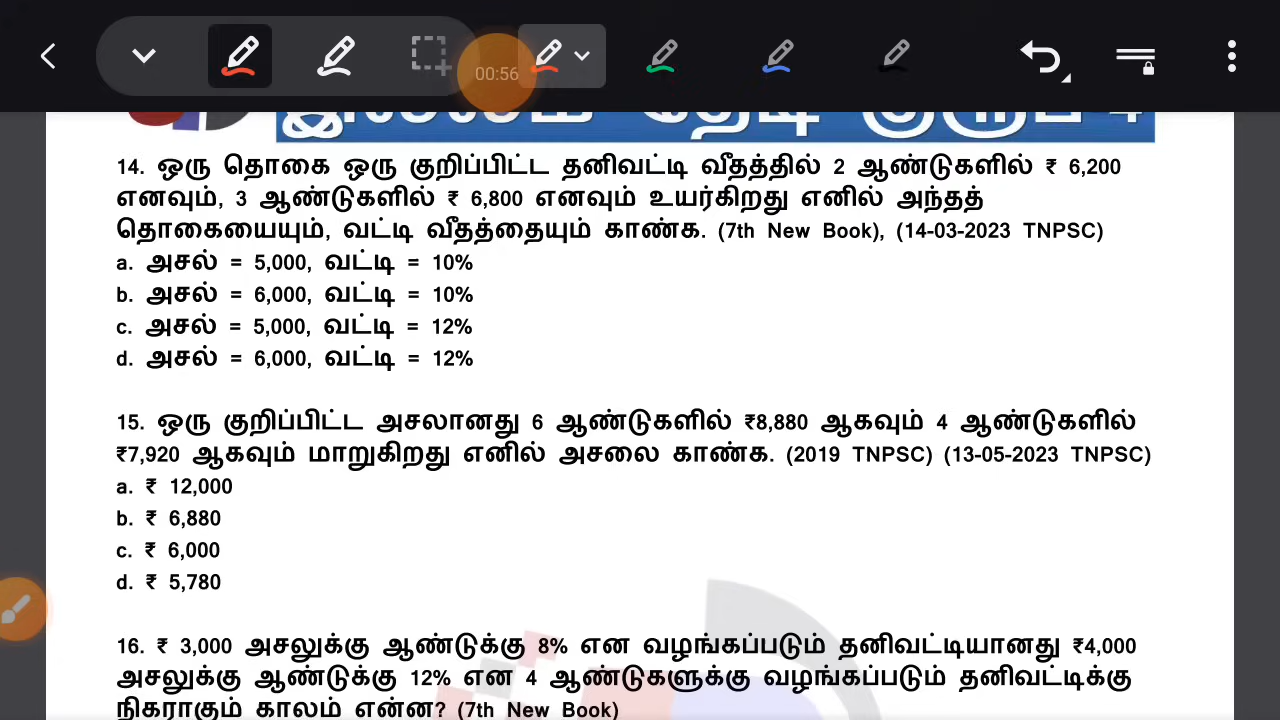 00:56
இல்லம் தேடி குரூப் 4
14. ஒரு தொகை ஒரு குறிப்பிட்ட தனிவட்டி வீதத்தில் 2 ஆண்டுகளில் ₹ 6,200
எனவும், 3 ஆண்டுகளில் ₹ 6,800 எனவும் உயர்கிறது எனில் அந்தத்
தொகையையும், வட்டி வீதத்தையும் காண்க. (7th New Book), (14-03-2023 TNPSC)
a. அசல் = 5,000, வட்டி = 10%
b. அசல் = 6,000, வட்டி = 10%
c. அசல் = 5,000, வட்டி = 12%
d. அசல் = 6,000, வட்டி = 12%
15. ஒரு குறிப்பிட்ட அசலானது 6 ஆண்டுகளில் ₹8,880 ஆகவும் 4 ஆண்டுகளில்
₹7,920 ஆகவும் மாறுகிறது எனில் அசலை காண்க. (2019 TNPSC) (13-05-2023 TNPSC)
a. ₹ 12,000
b. ₹ 6,880
c. ₹ 6,000
d. ₹ 5,780
16. ₹ 3,000 அசலுக்கு ஆண்டுக்கு 8% என வழங்கப்படும் தனிவட்டியானது ₹4,000
அசலுக்கு ஆண்டுக்கு 12% என 4 ஆண்டுகளுக்கு வழங்கப்படும் தனிவட்டிக்கு
நிகராகும் காலம் என்ன? (7th New Book)